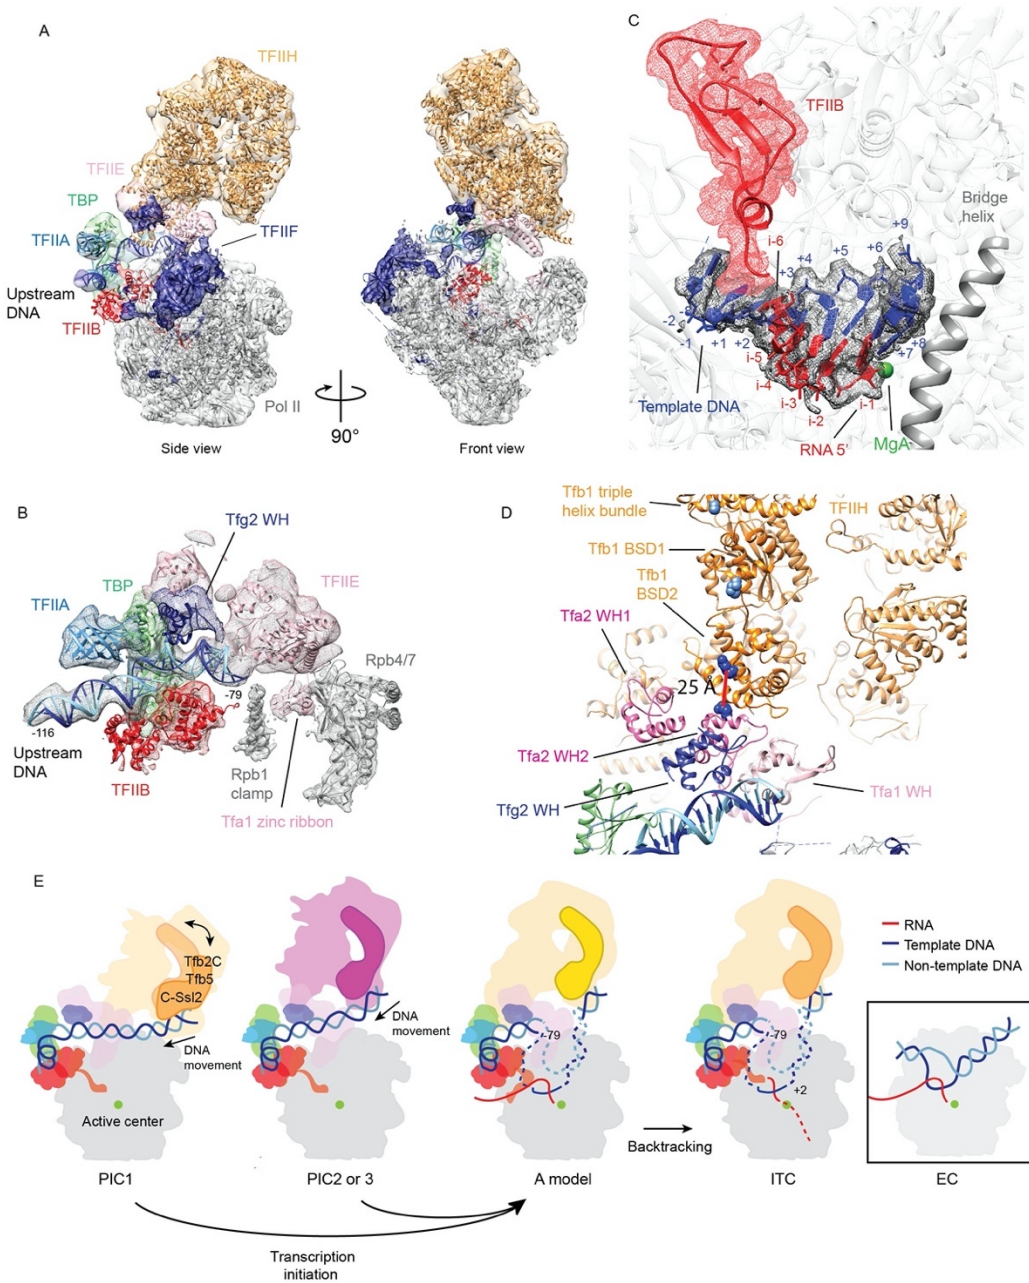 A
TFIIH
TFIIE
TBP
TFIIA
TFIIF
Upstream
DNA
TFIIB
Pol II
90°
Side view
Front view
C
TFIIB
Bridge
helix
+9
i-6
+6
+5
+4
+3
-2
-1
+1
+2
+8
+7
i-5
i-4
i-3
i-2
i-1
Template DNA
RNA 5'
MgA
B
Tfg2 WH
TBP
TFIIE
TFIIA
Rpb4/7
-79
-116
Upstream
DNA
TFIIB
Rpb1
clamp
Tfa1 zinc ribbon
D
Tfb1 triple
helix bundle
TFIIH
Tfb1 BSD1
Tfb1
BSD2
Tfa2 WH1
25 Å
Tfa2 WH2
Tfg2 WH
Tfa1 WH
E
Tfb2C
Tfb5
C-Ssl2
DNA
movement
Active center
PIC1
DNA
movement
PIC2 or 3
-79
A model
Backtracking
-79
+2
ITC
RNA
Template DNA
Non-template DNA
EC
Transcription
initiation